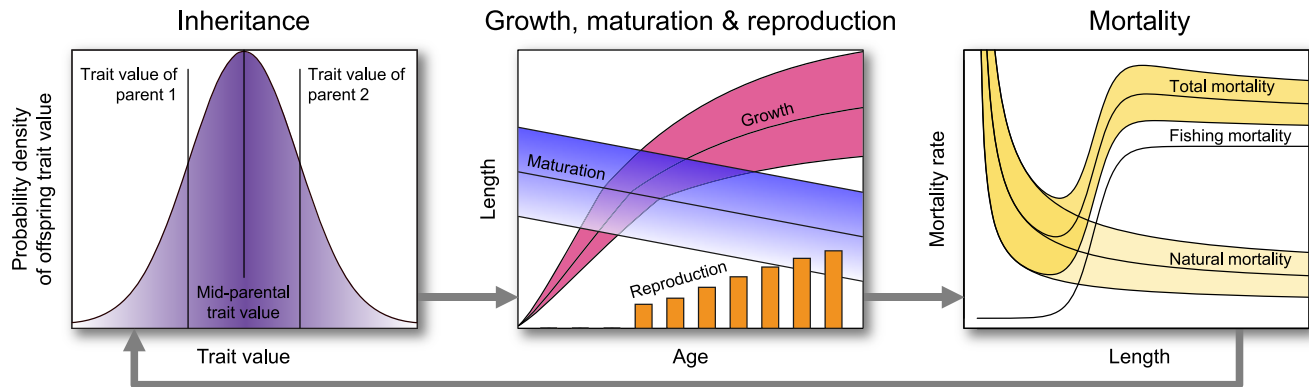 Inheritance
Growth, maturation & reproduction
Mortality
Probability density
of offspring trait value
Trait value of
parent 1
Trait value of
parent 2
Mid-parental
trait value
Trait value
Length
Growth
Maturation
Reproduction
Age
Mortality rate
Total mortality
Fishing mortality
Natural mortality
Length